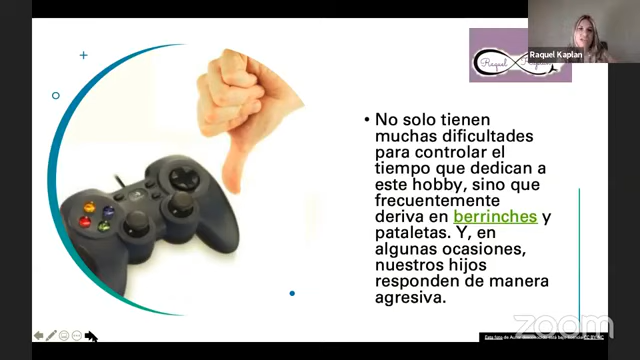 Raquel Kaplan
• No solo tienen
muchas dificultades
para controlar el
tiempo que dedican a
este hobby, sino que
frecuentemente
deriva en berrinches y
pataletas. Y, en
algunas ocasiones,
nuestros hijos
responden de manera
agresiva.
zoom